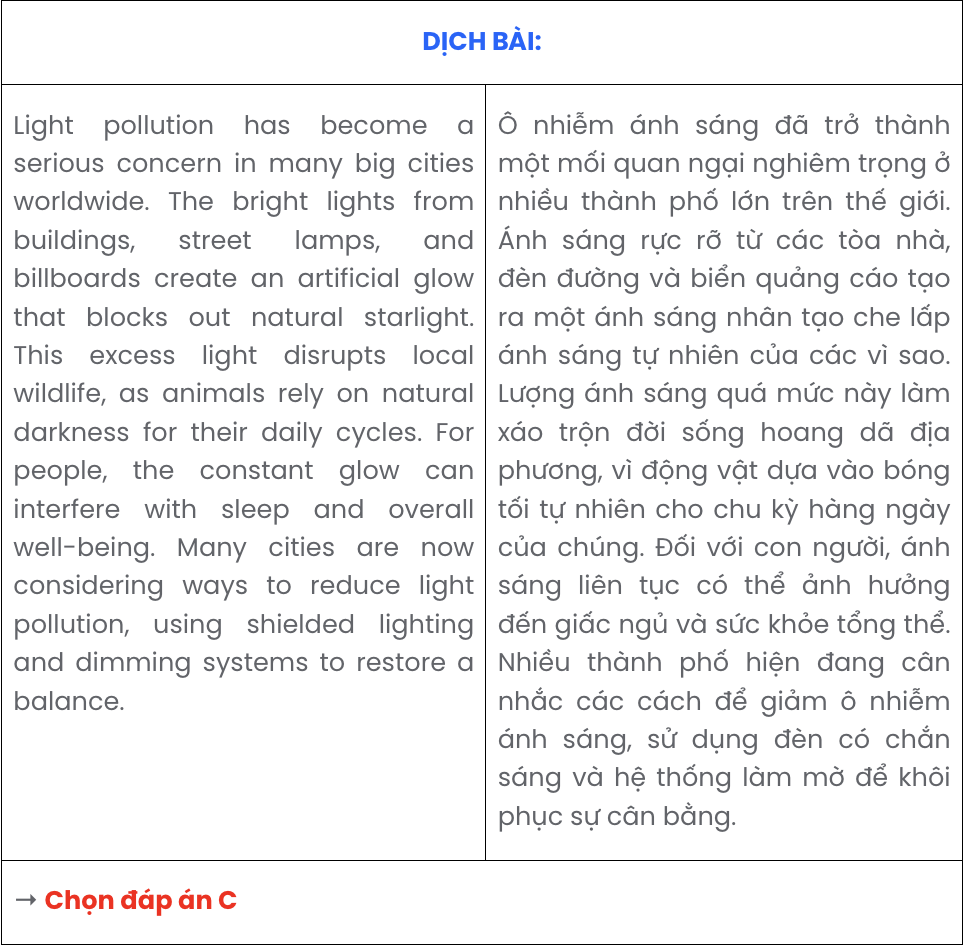 DỊCH BÀI:
Light pollution has become a
serious concern in many big cities
worldwide. The bright lights from
buildings, street lamps, and
billboards create an artificial glow
that blocks out natural starlight.
This excess light disrupts local
wildlife, as animals rely on natural
darkness for their daily cycles. For
people, the constant glow can
interfere with sleep and overall
well-being. Many cities are now
considering ways to reduce light
pollution, using shielded lighting
and dimming systems to restore a
balance.
Ô nhiễm ánh sáng đã trở thành
một mối quan ngại nghiêm trọng ở
nhiều thành phố lớn trên thế giới.
Ánh sáng rực rỡ từ các tòa nhà,
đèn đường và biển quảng cáo tạo
ra một ánh sáng nhân tạo che lấp
ánh sáng tự nhiên của các vì sao.
Lượng ánh sáng quá mức này làm
xáo trộn đời sống hoang dã địa
phương, vì động vật dựa vào bóng
tối tự nhiên cho chu kỳ hàng ngày
của chúng. Đối với con người, ánh
sáng liên tục có thể ảnh hưởng
đến giấc ngủ và sức khỏe tổng thể.
Nhiều thành phố hiện đang cân
nhắc các cách để giảm ô nhiễm
ánh sáng, sử dụng đèn có chắn
sáng và hệ thống làm mờ để khôi
phục sự cân bằng.
→ Chọn đáp án C